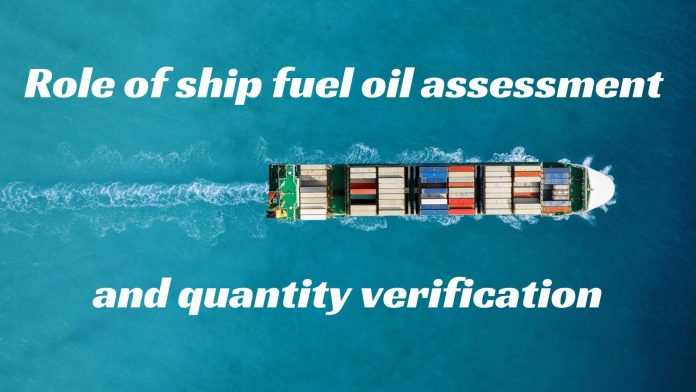 Role of ship fuel oil assessment
and quantity verification